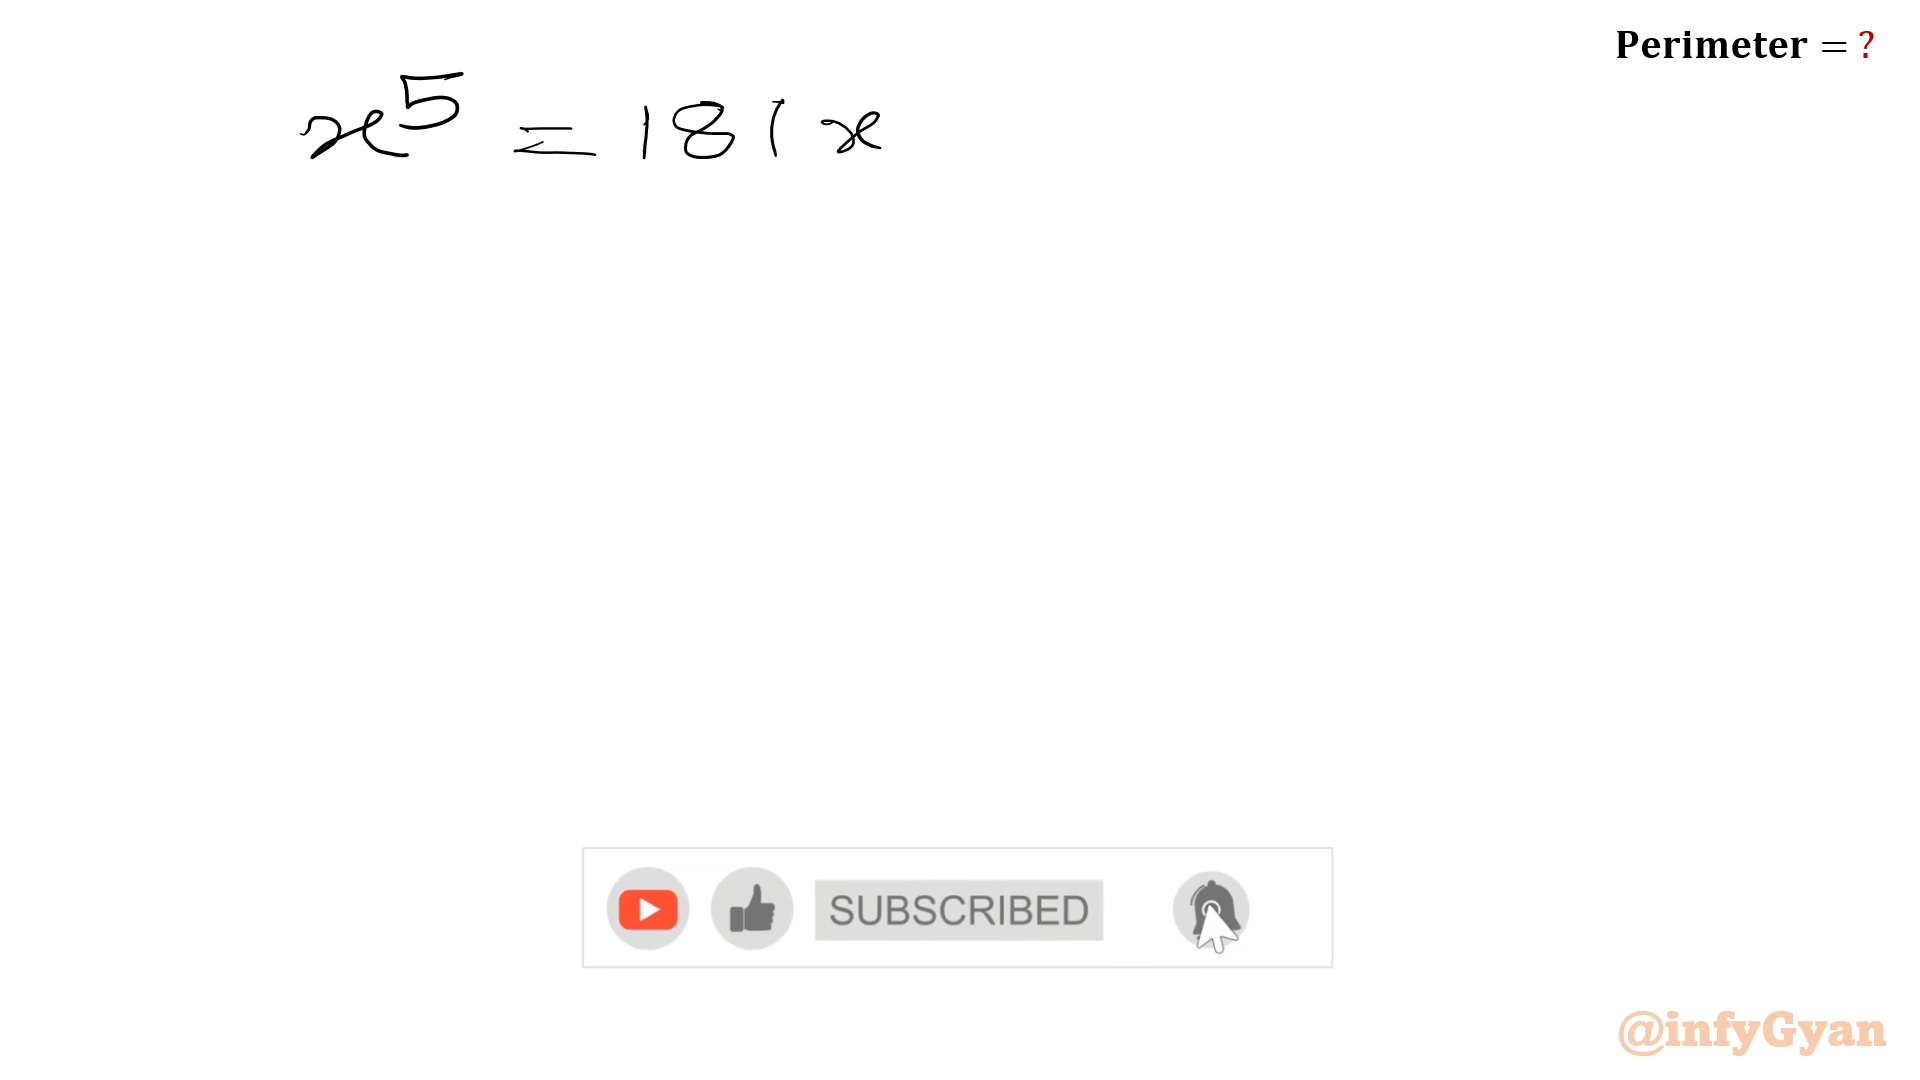 Perimeter = ?
x⁵ = 181x
SUBSCRIBED
@infyGyan